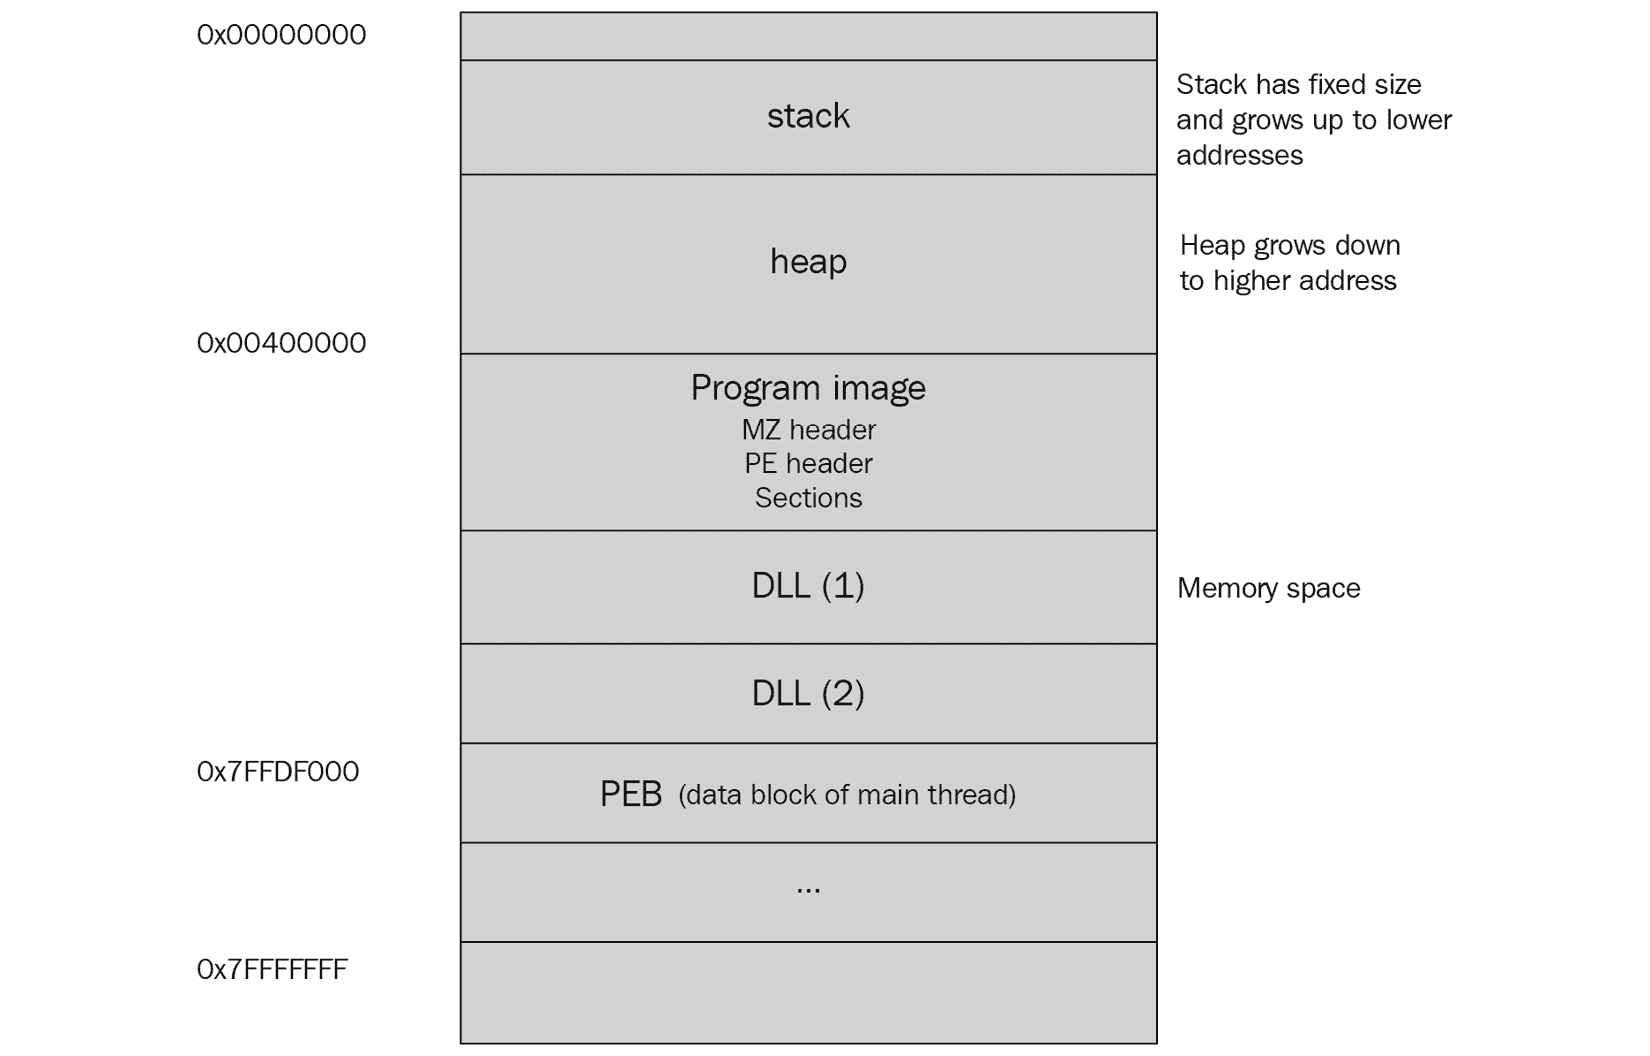 0x00000000
stack
Stack has fixed size
and grows up to lower
addresses
heap
Heap grows down
to higher address
0x00400000
Program image
MZ header
PE header
Sections
DLL (1)
Memory space
DLL (2)
0x7FFDF000
PEB (data block of main thread)
...
0x7FFFFFFF